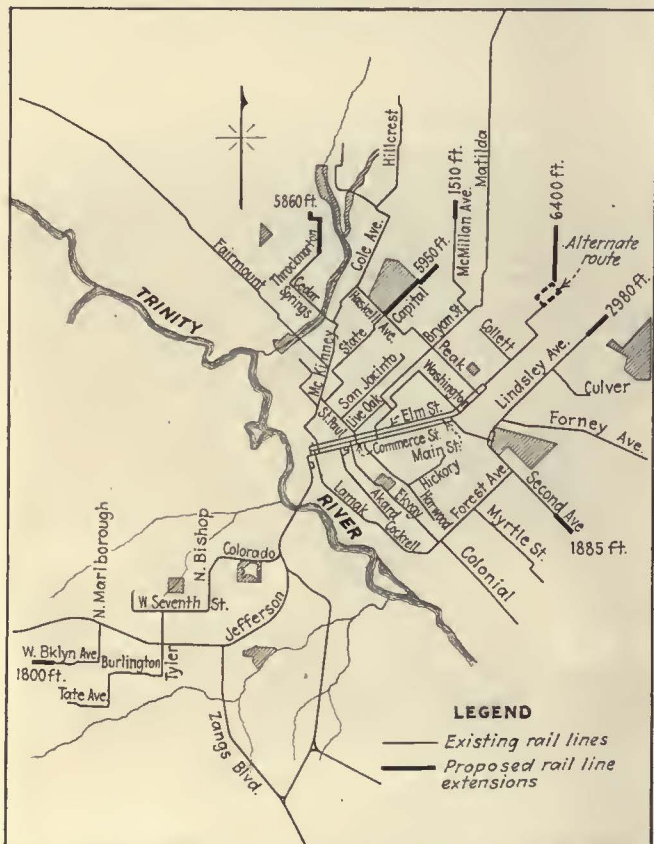 Hillcrest
1510 ft.
Matilda
McMillan Ave.
6400 ft.
Alternate
route
5860 ft.
Cole Ave.
Fairmount
Throckmorton
Cedar
Springs
5950 ft.
Capital
Haskell
Ave.
2980 ft.
TRINITY
RIVER
McKinney
State
Bryan St.
Peak
Collett
Lindsley Ave.
Culver
San Jacinto
Washington
Live Oak
St. Paul
Elm St.
Forney Ave.
Commerce St.
Main St.
Hickory
Harwood
Ervay
Akard
Lamar
Cockrell
Forest Ave.
Second Ave
1885 ft.
Myrtle St.
Colonial
N. Marlborough
N. Bishop
Colorado
W. Seventh St.
Jefferson
W. Bklyn Ave
1800 ft.
Burlington
Tyler
Tate Ave.
Zangs Blvd.
LEGEND
Existing rail lines
Proposed rail line
extensions